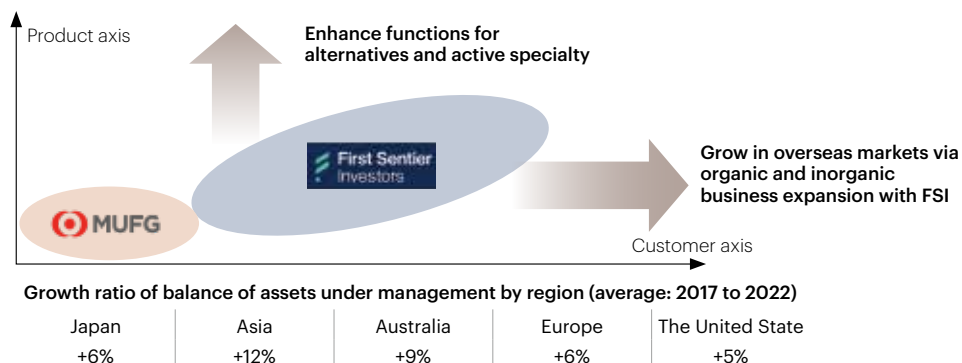 Product axis
Enhance functions for
alternatives and active specialty
First Sentier
Investors
MUFG
Grow in overseas markets via
organic and inorganic
business expansion with FSI
Customer axis
Growth ratio of balance of assets under management by region (average: 2017 to 2022)
Japan Asia Australia Europe The United State
+6% +12% +9% +6% +5%